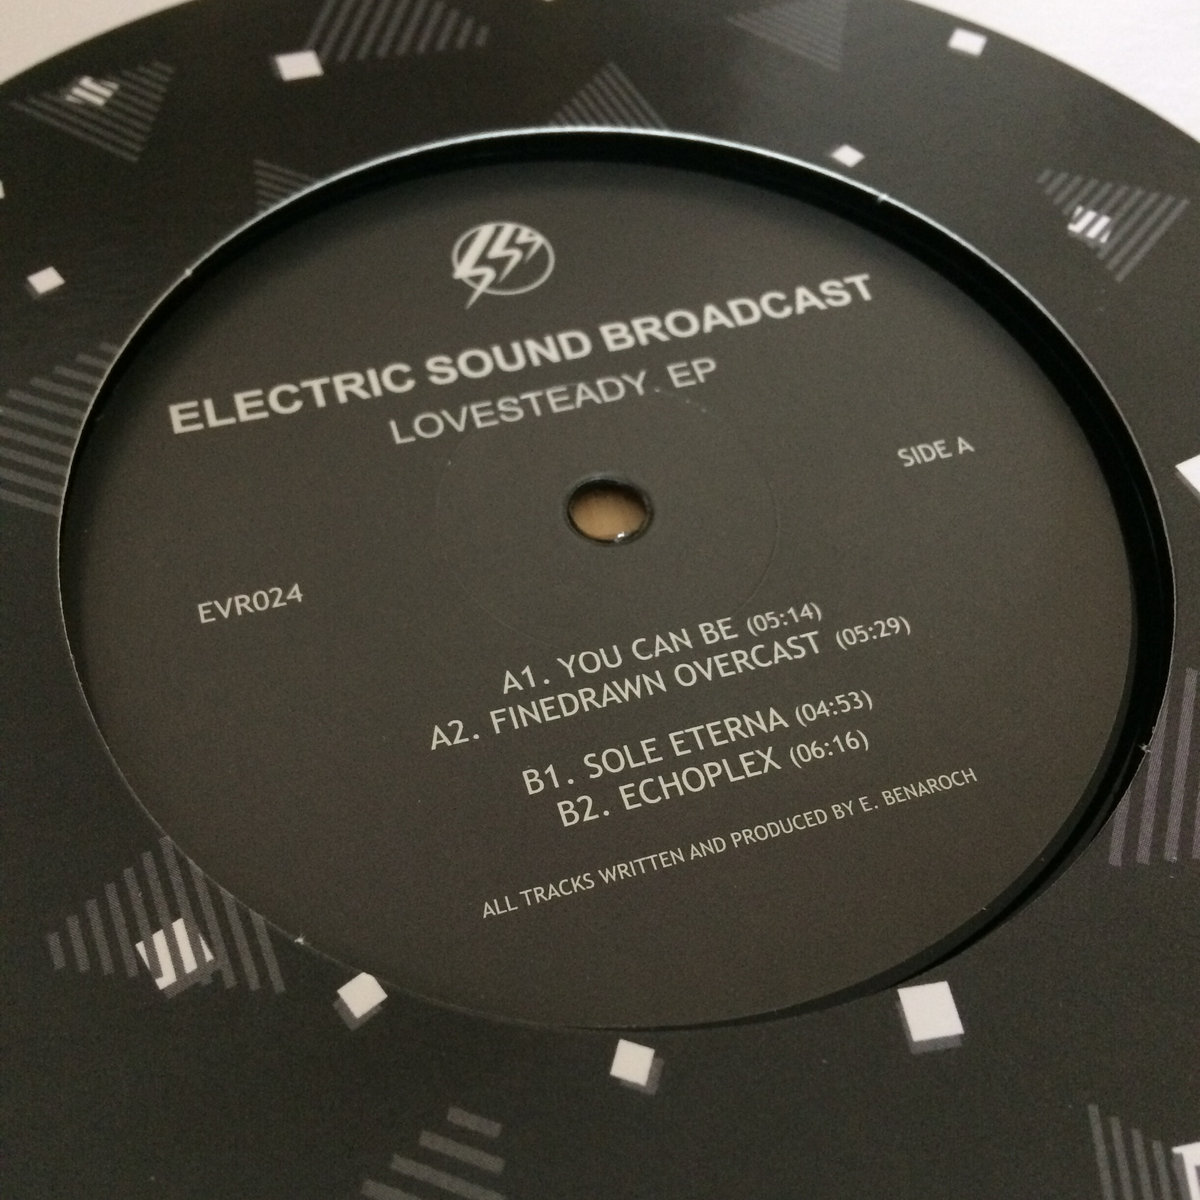 ELECTRIC SOUND BROADCAST
LOVESTEADY. EP
SIDE A
EVR024
A1. YOU CAN BE (05:14)
A2. FINEDRAWN OVERCAST (05:29)
B1. SOLE ETERNA (04:53)
B2. ECHOPLEX (06:16)
ALL TRACKS WRITTEN AND PRODUCED BY E. BENAROCH